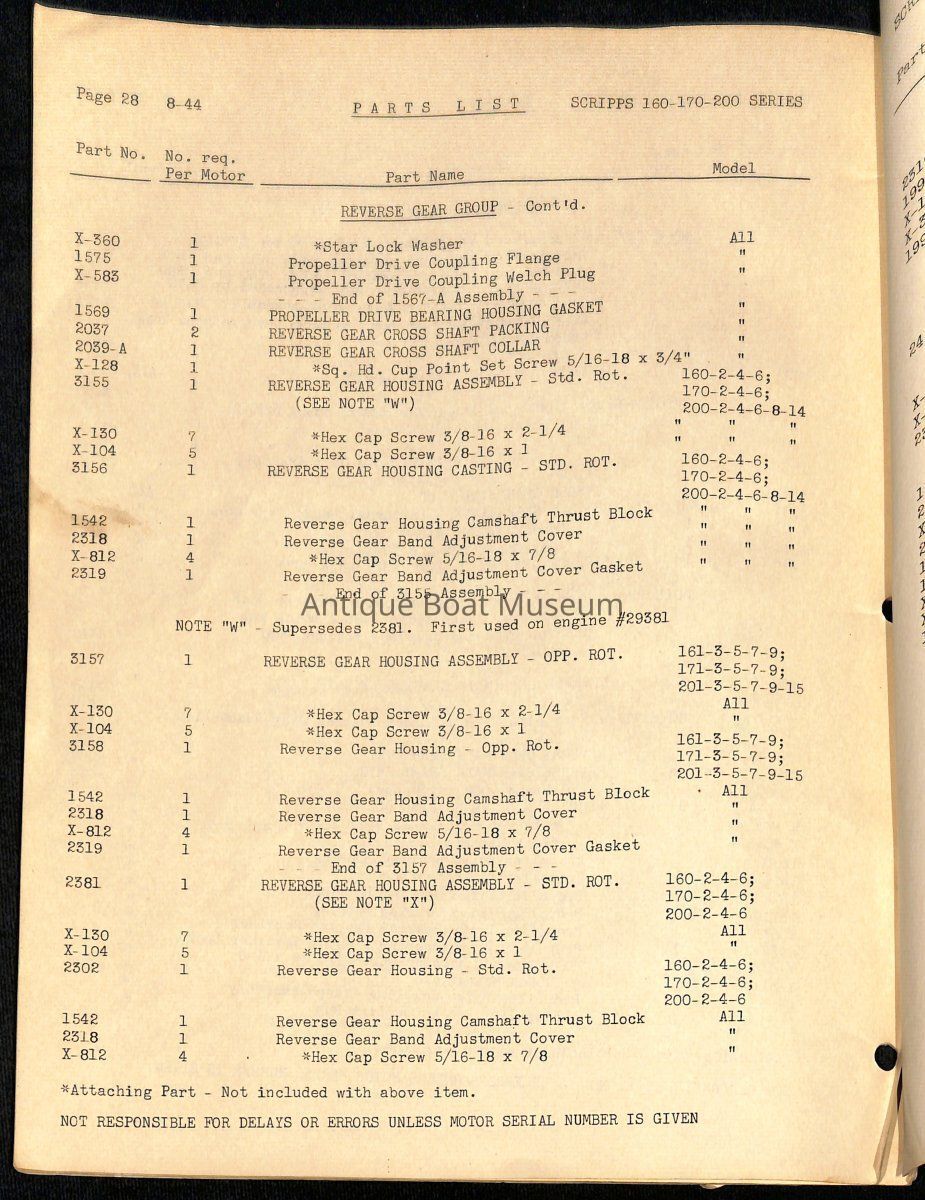 Page 28 8-44 PARTS LIST SCRIPPS 160-170-200 SERIES
Part No. No. req. Per Motor Part Name Model
REVERSE GEAR GROUP - Cont'd.
X-360 1 *Star Lock Washer All
1575 1 Propeller Drive Coupling Flange "
X-583 1 Propeller Drive Coupling Welch Plug "
- - - End of 1567-A Assembly - - -
1569 1 PROPELLER DRIVE BEARING HOUSING GASKET "
2037 2 REVERSE GEAR CROSS SHAFT PACKING "
2039-A 1 REVERSE GEAR CROSS SHAFT COLLAR "
X-128 1 *Sq. Hd. Cup Point Set Screw 5/16-18 x 3/4" "
3155 1 REVERSE GEAR HOUSING ASSEMBLY - Std. Rot. 160-2-4-6;
170-2-4-6;
(SEE NOTE "W") 200-2-4-6-8-14
X-130 7 *Hex Cap Screw 3/8-16 x 2-1/4 " " "
X-104 5 *Hex Cap Screw 3/8-16 x 1 " " "
3156 1 REVERSE GEAR HOUSING CASTING - STD. ROT. 160-2-4-6;
170-2-4-6;
200-2-4-6-8-14
1542 1 Reverse Gear Housing Camshaft Thrust Block " " "
2318 1 Reverse Gear Band Adjustment Cover " " "
X-812 4 *Hex Cap Screw 5/16-18 x 7/8 " " "
2319 1 Reverse Gear Band Adjustment Cover Gasket " " "
- - - End of 3155 Assembly - - -
Antique Boat Museum
NOTE "W" - Supersedes 2381. First used on engine #29381
3157 1 REVERSE GEAR HOUSING ASSEMBLY - OPP. ROT. 161-3-5-7-9;
171-3-5-7-9;
201-3-5-7-9-15
X-130 7 *Hex Cap Screw 3/8-16 x 2-1/4 All
X-104 5 *Hex Cap Screw 3/8-16 x 1 "
3158 1 Reverse Gear Housing - Opp. Rot. 161-3-5-7-9;
171-3-5-7-9;
201-3-5-7-9-15
1542 1 Reverse Gear Housing Camshaft Thrust Block All
2318 1 Reverse Gear Band Adjustment Cover "
X-812 4 *Hex Cap Screw 5/16-18 x 7/8 "
2319 1 Reverse Gear Band Adjustment Cover Gasket "
- - - End of 3157 Assembly - - -
2381 1 REVERSE GEAR HOUSING ASSEMBLY - STD. ROT. 160-2-4-6;
(SEE NOTE "X") 170-2-4-6;
200-2-4-6
X-130 7 *Hex Cap Screw 3/8-16 x 2-1/4 All
X-104 5 *Hex Cap Screw 3/8-16 x 1 "
2302 1 Reverse Gear Housing - Std. Rot. 160-2-4-6;
170-2-4-6;
200-2-4-6
1542 1 Reverse Gear Housing Camshaft Thrust Block All
2318 1 Reverse Gear Band Adjustment Cover "
X-812 4 *Hex Cap Screw 5/16-18 x 7/8 "
*Attaching Part - Not included with above item.
NOT RESPONSIBLE FOR DELAYS OR ERRORS UNLESS MOTOR SERIAL NUMBER IS GIVEN